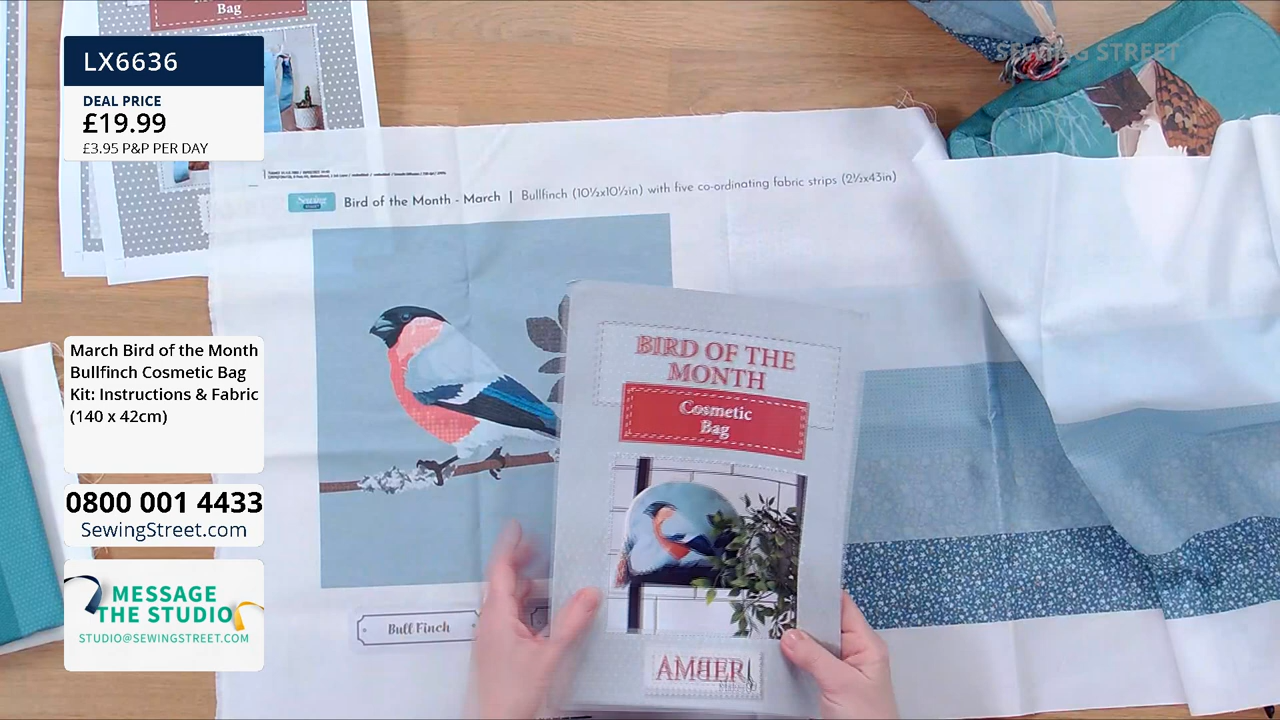 Bag
LX6636
DEAL PRICE
£19.99
£3.95 P&P PER DAY
SEWING STREET
Sewing
Bird of the Month - March | Bullfinch (10½x10½in) with five co-ordinating fabric strips (2½x43in)
BIRD OF THE
MONTH
Cosmetic
Bag
AMBER
Bull Finch
March Bird of the Month
Bullfinch Cosmetic Bag
Kit: Instructions & Fabric
(140 x 42cm)
0800 001 4433
SewingStreet.com
MESSAGE
THE STUDIO
STUDIO@SEWINGSTREET.COM